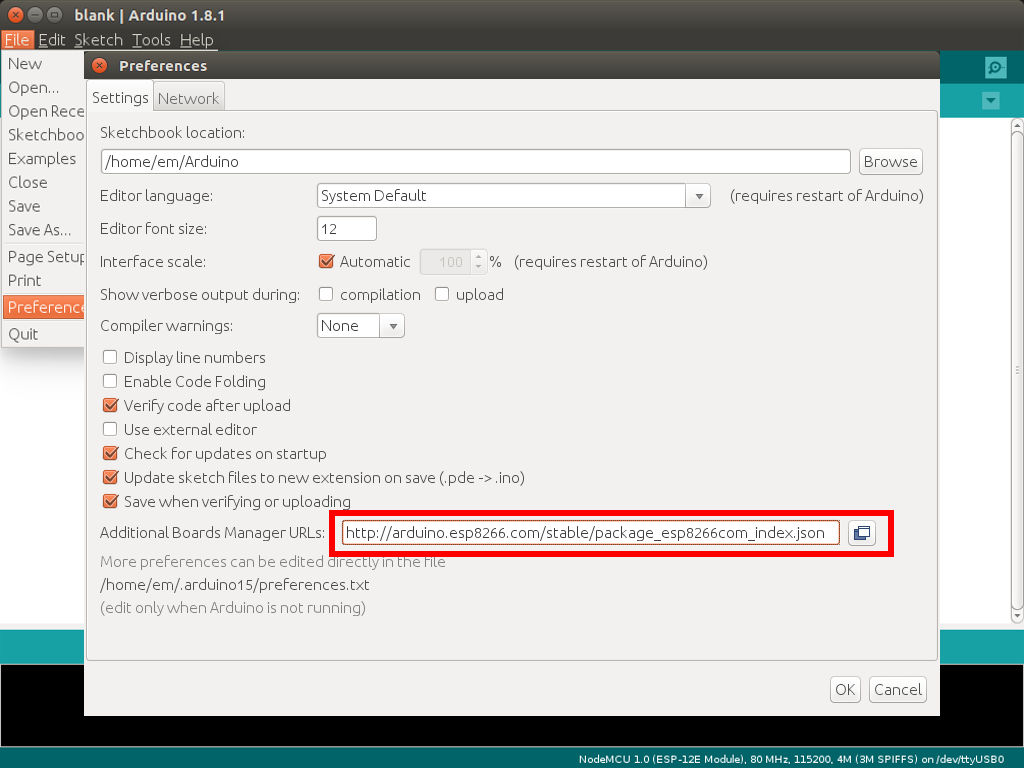 blank | Arduino 1.8.1
File Edit Sketch Tools Help
New
Open...
Open Rece
Sketchboo
Examples
Close
Save
Save As...
Page Setup
Print
Preference
Quit
Preferences
Settings Network
Sketchbook location:
/home/em/Arduino Browse
Editor language: System Default (requires restart of Arduino)
Editor font size: 12
Interface scale: Automatic 100 % (requires restart of Arduino)
Show verbose output during: compilation upload
Compiler warnings: None
Display line numbers
Enable Code Folding
Verify code after upload
Use external editor
Check for updates on startup
Update sketch files to new extension on save (.pde -> .ino)
Save when verifying or uploading
Additional Boards Manager URLs: http://arduino.esp8266.com/stable/package_esp8266com_index.json
More preferences can be edited directly in the file
/home/em/.arduino15/preferences.txt
(edit only when Arduino is not running)
OK Cancel
NodeMCU 1.0 (ESP-12E Module), 80 MHz, 115200, 4M (3M SPIFFS) on /dev/ttyUSB0